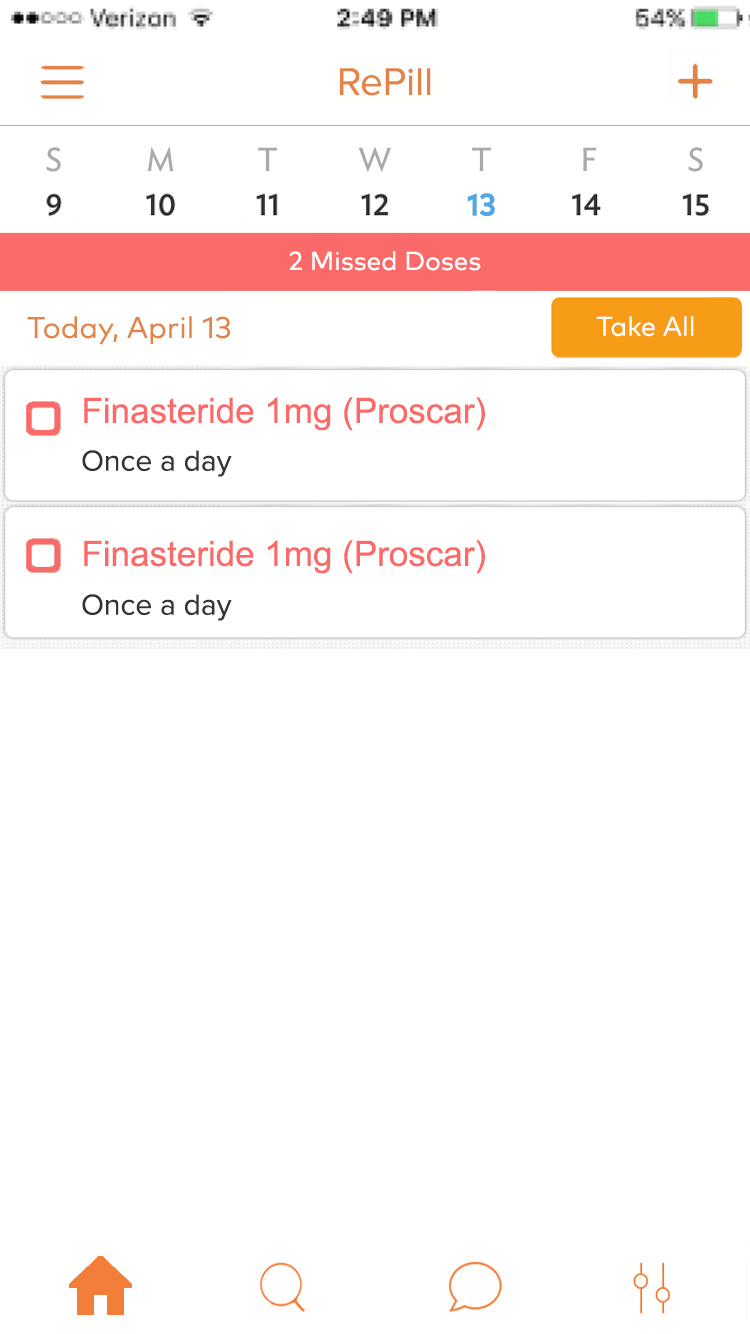 Verizon 2:49 PM 54%
RePill
S M T W T F S
9 10 11 12 13 14 15
2 Missed Doses
Today, April 13 Take All
Finasteride 1mg (Proscar)
Once a day
Finasteride 1mg (Proscar)
Once a day